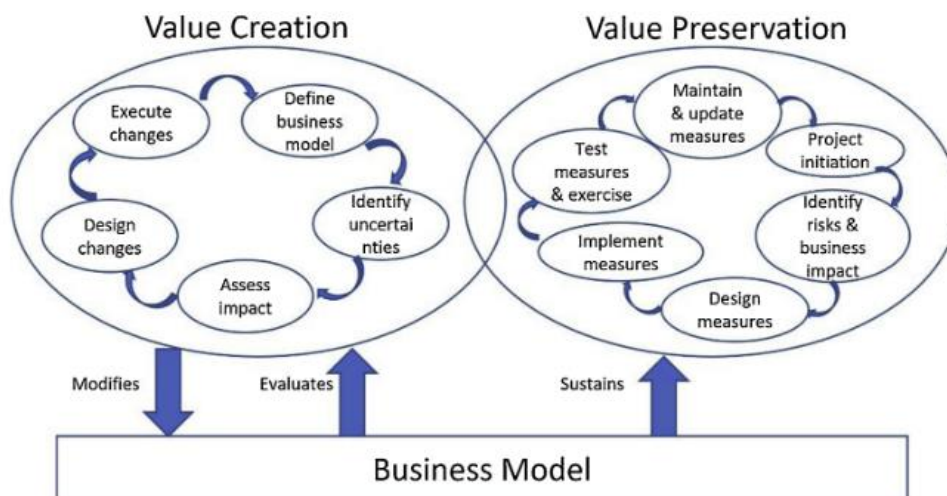 Value Creation
Value Preservation
Execute
changes
Define
business
model
Identify
uncertai
nties
Assess
impact
Design
changes
Maintain
& update
measures
Project
initiation
Identify
risks &
business
impact
Design
measures
Implement
measures
Test
measures
& exercise
Modifies
Evaluates
Sustains
Business Model